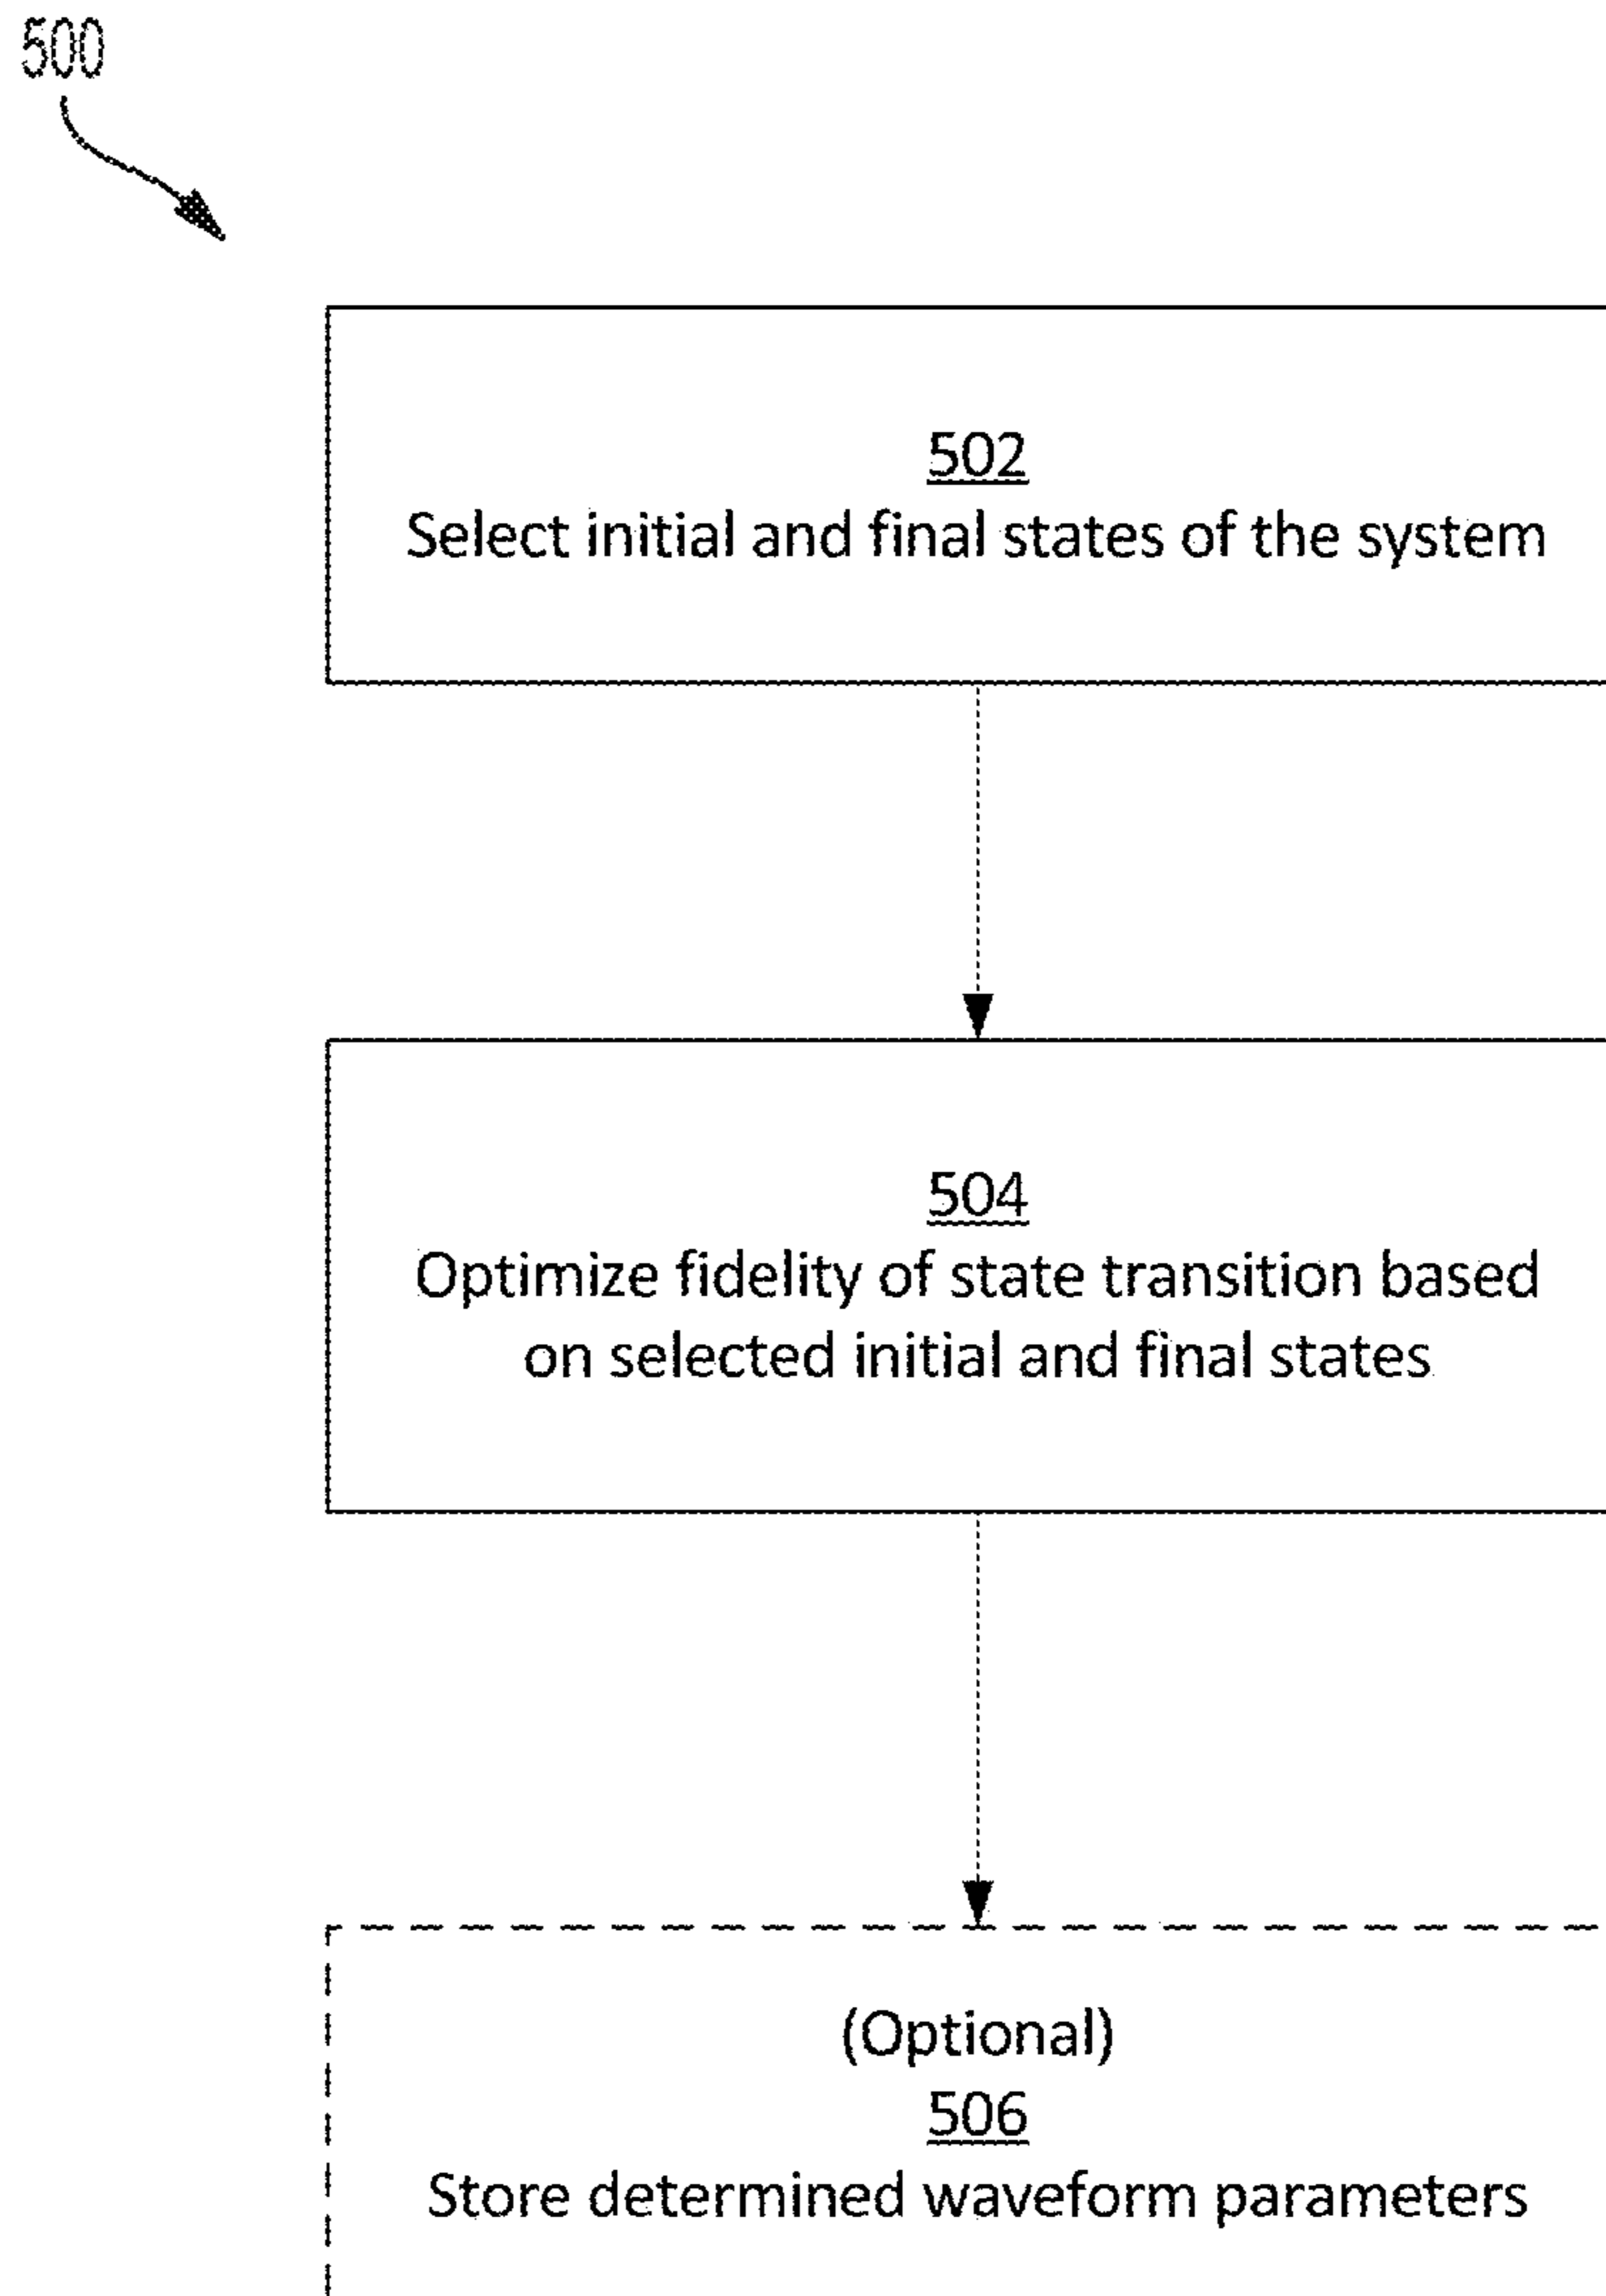 500
502
Select initial and final states of the system
504
Optimize fidelity of state transition based
on selected initial and final states
(Optional)
506
Store determined waveform parameters